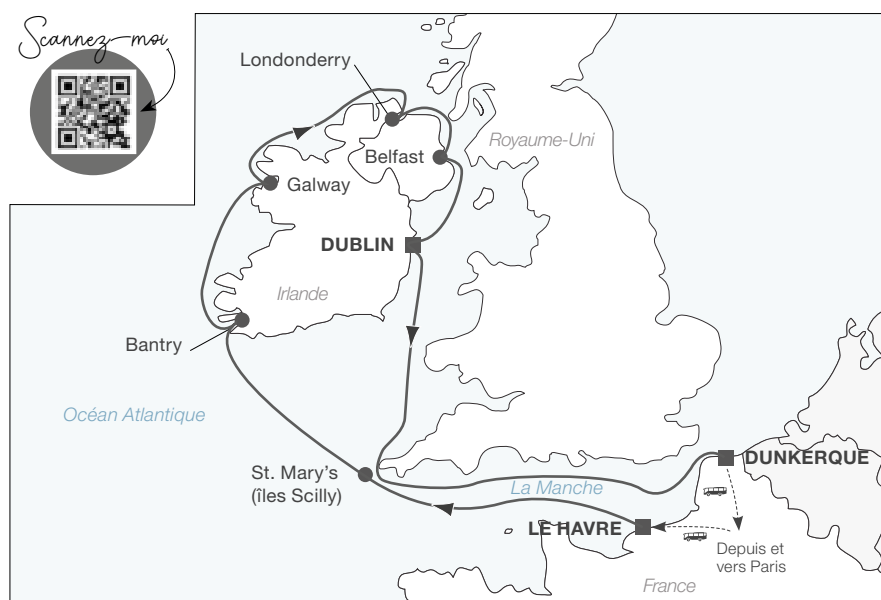 Scannez-moi
Londonderry
Royaume-Uni
Belfast
Galway
DUBLIN
Irlande
Bantry
Océan Atlantique
St. Mary's
(îles Scilly)
DUNKERQUE
La Manche
LE HAVRE
Depuis et
vers Paris
France